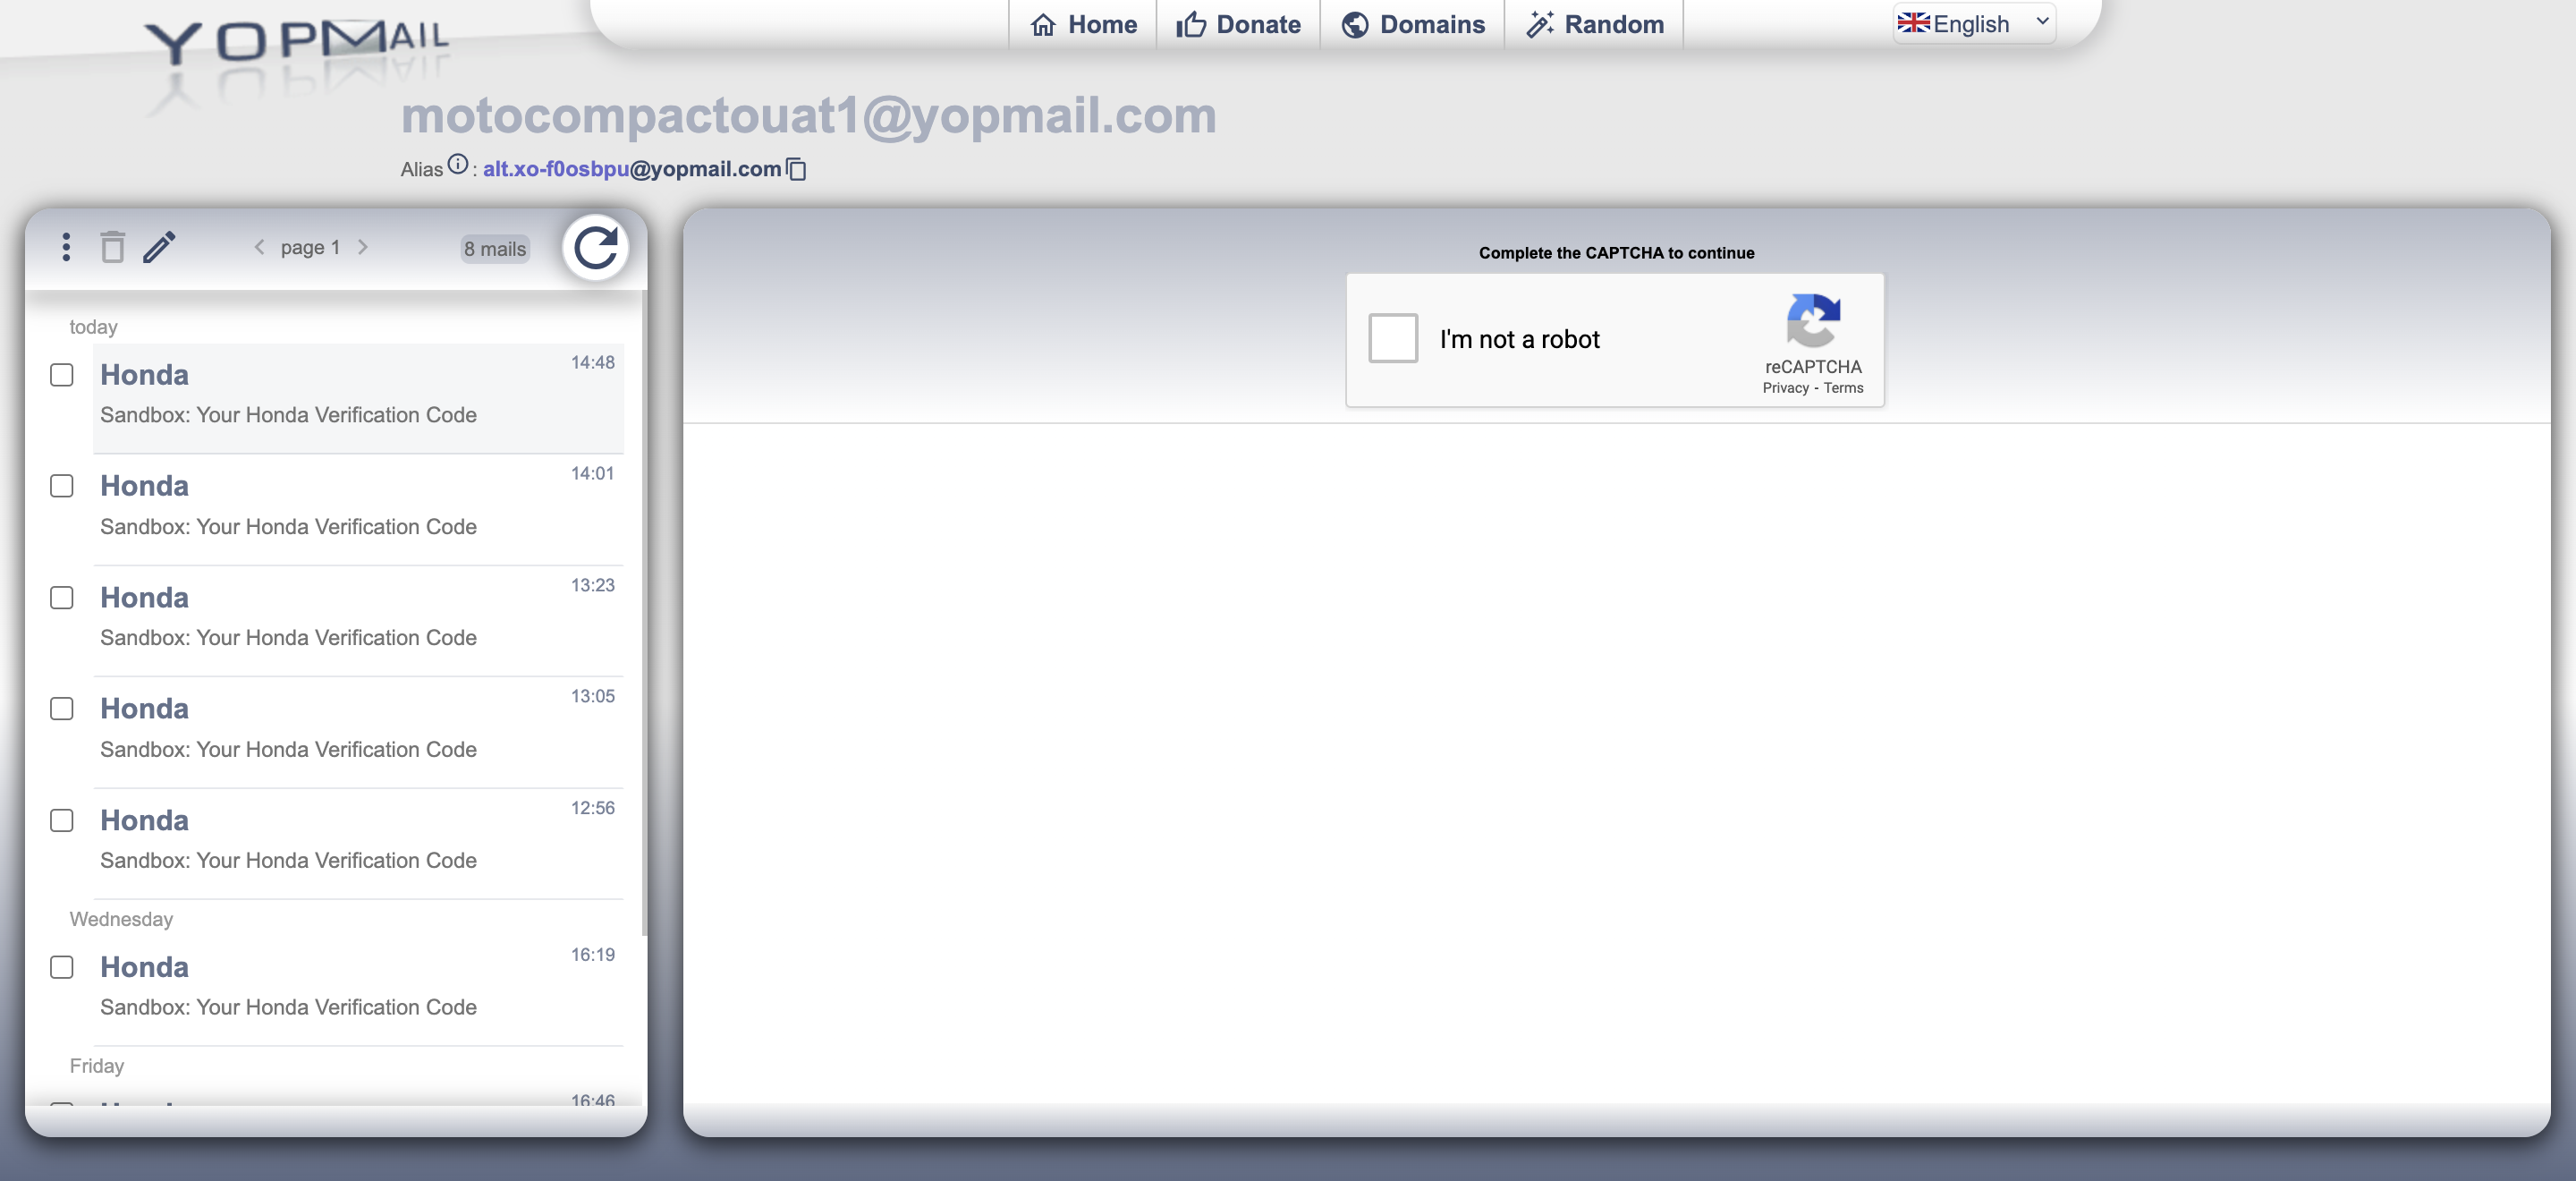 YOPMAIL
Home
Donate
Domains
Random
English
motocompactouat1@yopmail.com
Alias : alt.xo-f0osbpu@yopmail.com
page 1
8 mails
today
Honda
14:48
Sandbox: Your Honda Verification Code
Honda
14:01
Sandbox: Your Honda Verification Code
Honda
13:23
Sandbox: Your Honda Verification Code
Honda
13:05
Sandbox: Your Honda Verification Code
Honda
12:56
Sandbox: Your Honda Verification Code
Wednesday
Honda
16:19
Sandbox: Your Honda Verification Code
Friday
16:46
Complete the CAPTCHA to continue
I'm not a robot
reCAPTCHA
Privacy - Terms